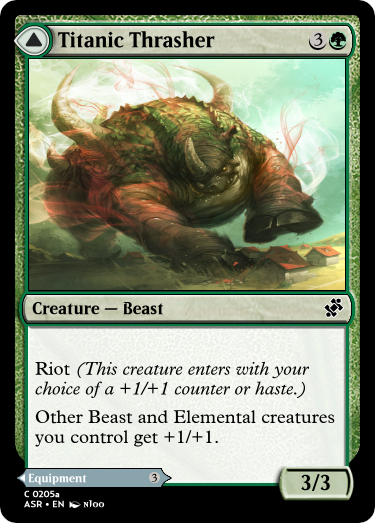 Titanic Thrasher 3
Creature — Beast
Riot (This creature enters with your
choice of a +1/+1 counter or haste.)
Other Beast and Elemental creatures
you control get +1/+1.
Equipment 3
3/3
C 0205a
ASR • EN n100